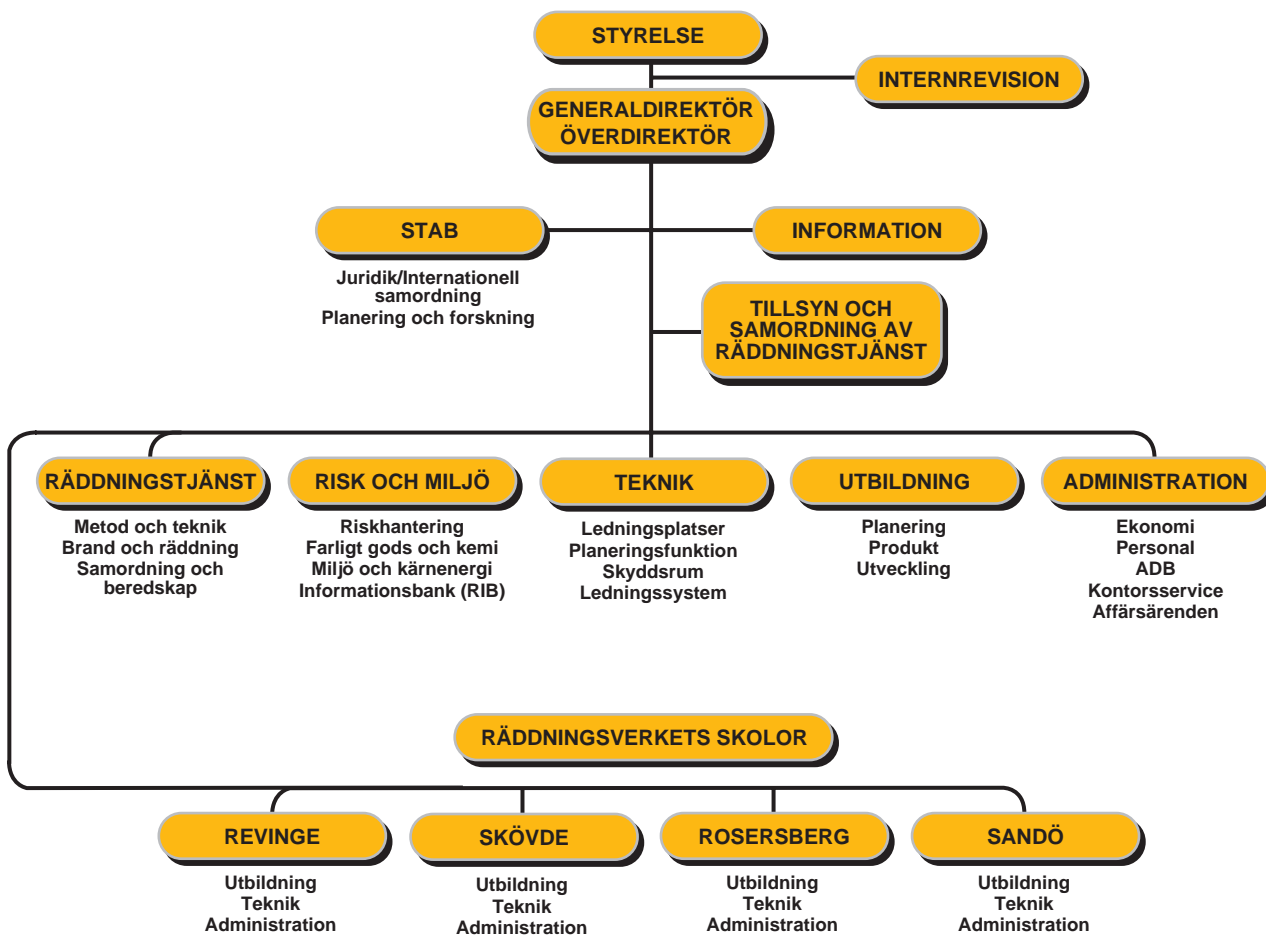 STYRELSE
INTERNREVISION
GENERALDIREKTÖR
ÖVERDIREKTÖR
STAB
Juridik/Internationell
samordning
Planering och forskning
INFORMATION
TILLSYN OCH
SAMORDNING AV
RÄDDNINGSTJÄNST
RÄDDNINGSTJÄNST
Metod och teknik
Brand och räddning
Samordning och
beredskap
RISK OCH MILJÖ
Riskhantering
Farligt gods och kemi
Miljö och kärnenergi
Informationsbank (RIB)
TEKNIK
Ledningsplatser
Planeringsfunktion
Skyddsrum
Ledningssystem
UTBILDNING
Planering
Produkt
Utveckling
ADMINISTRATION
Ekonomi
Personal
ADB
Kontorsservice
Affärsärenden
RÄDDNINGSVERKETS SKOLOR
REVINGE
Utbildning
Teknik
Administration
SKÖVDE
Utbildning
Teknik
Administration
ROSERSBERG
Utbildning
Teknik
Administration
SANDÖ
Utbildning
Teknik
Administration